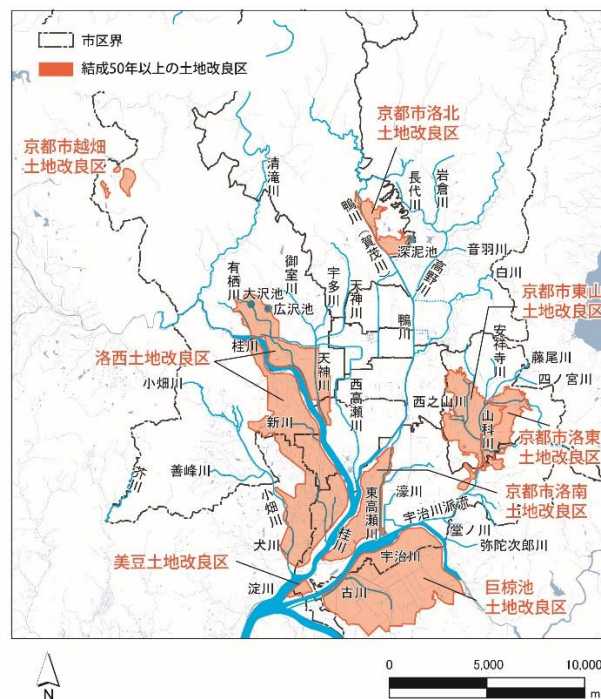 市区界
結成50年以上の土地改良区
京都市越畑
土地改良区
京都市洛北
土地改良区
清滝川
長代川
岩倉川
鴨川（賀茂川）
深泥池
高野川
音羽川
白川
有栖川
大沢池
広沢池
御室川
宇多川
天神川
鴨川
京都市東山
土地改良区
安祥寺川
藤尾川
四ノ宮川
洛西土地改良区
桂川
天神川
西高瀬川
小畑川
西之山川
山科川
京都市洛東
土地改良区
新川
善峰川
芥川
小畑川
京都市洛南
土地改良区
東高瀬川
濠川
宇治川派流
堂ノ川
弥陀次郎川
犬川
桂川
宇治川
美豆土地改良区
淀川
古川
巨椋池
土地改良区
N
0 5,000 10,000
m